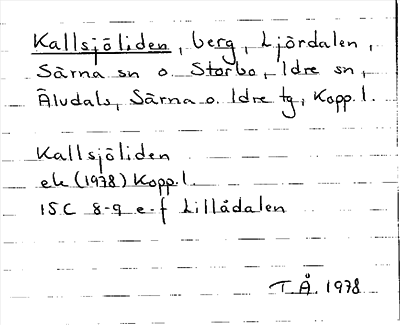 Kallsjöliden, berg, Ljördalen,
Särna sn o. Storbo, Idre sn,
Älvdals, Särna o. Idre tg, Kopp.l.
Kallsjöliden
ek (1978) Kopp.l.
15C 8-9 e-f Lillådalen
T.Å. 1978